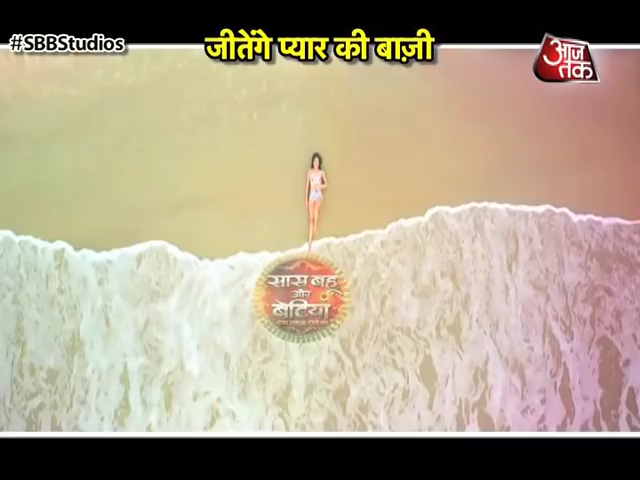 #SBBStudios
जीतेंगे प्यार की बाज़ी
आज
तक
सास बहू
और
बेटियां